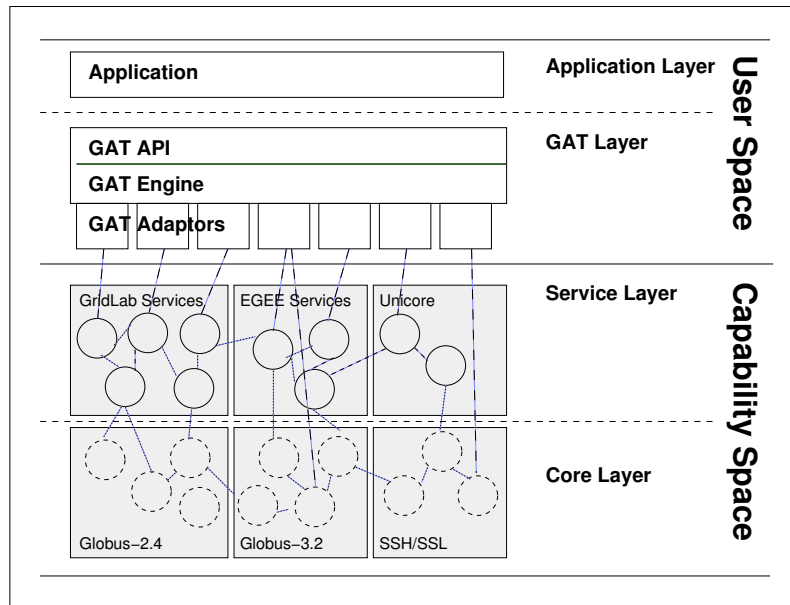 Application
Application Layer
User Space
GAT API
GAT Layer
GAT Engine
GAT Adaptors
GridLab Services
EGEE Services
Unicore
Service Layer
Capability Space
Core Layer
Globus−2.4
Globus−3.2
SSH/SSL